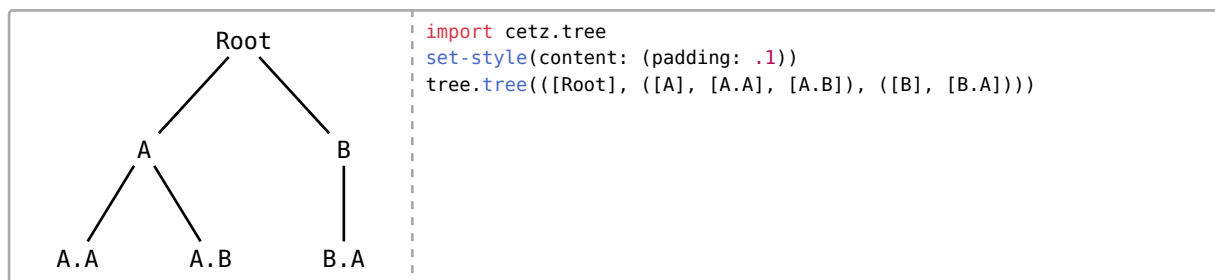 Root
A B
A.A A.B B.A
import cetz.tree
set-style(content: (padding: .1))
tree.tree(([Root], ([A], [A.A], [A.B]), ([B], [B.A])))